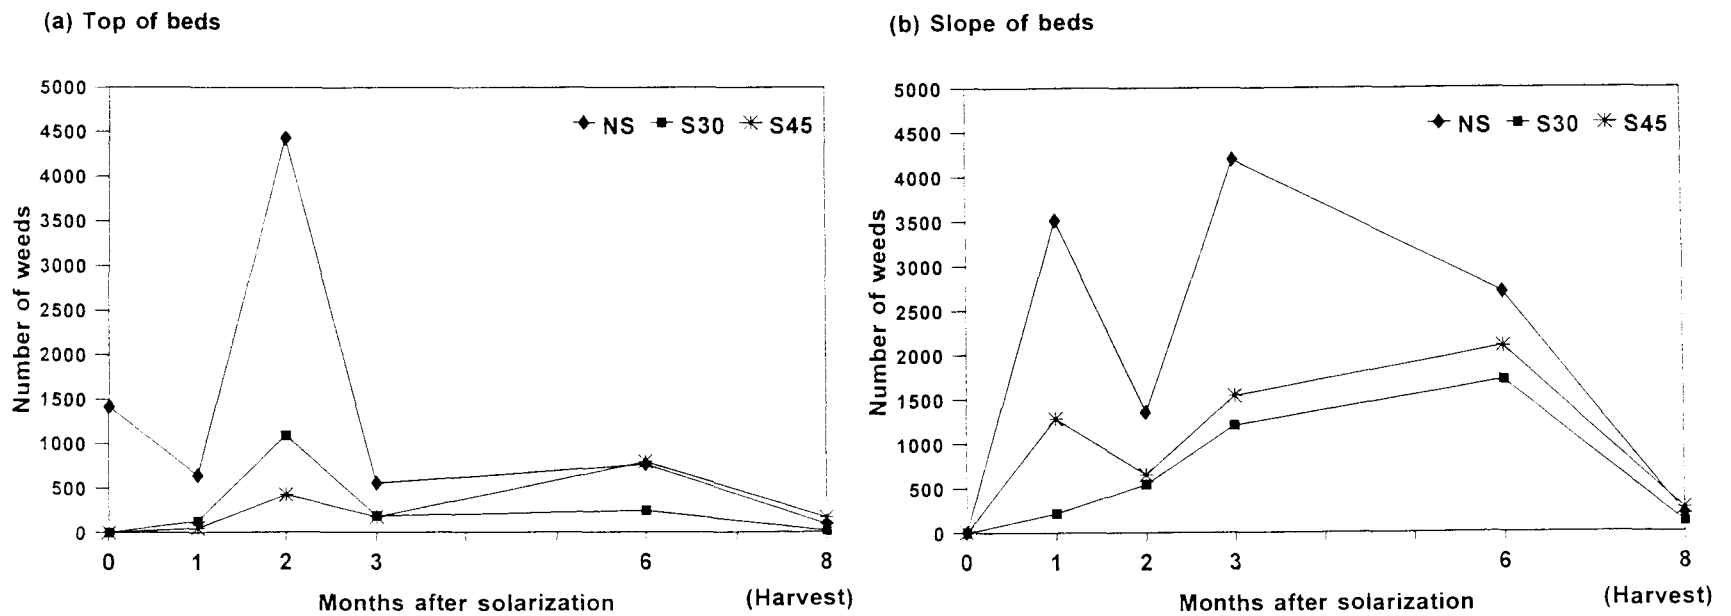 (a) Top of beds
Number of weeds
5000
4500
4000
3500
3000
2500
2000
1500
1000
500
0
NS S30 S45
0 1 2 3 6 8
Months after solarization (Harvest)
(b) Slope of beds
Number of weeds
5000
4500
4000
3500
3000
2500
2000
1500
1000
500
0
NS S30 S45
0 1 2 3 6 8
Months after solarization (Harvest)